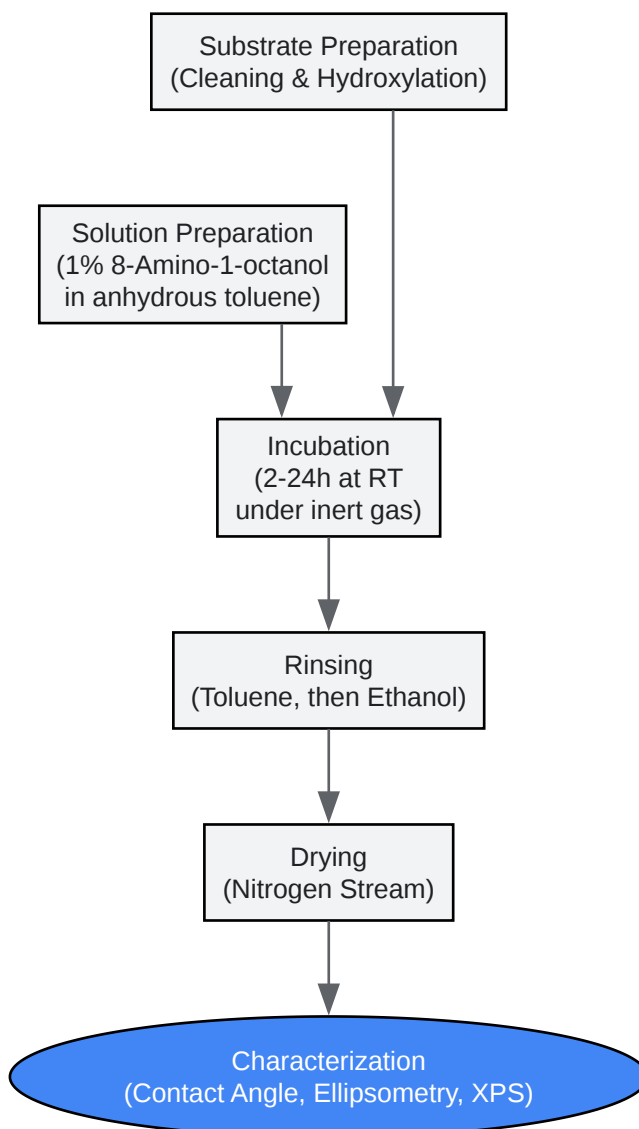 Substrate Preparation
(Cleaning & Hydroxylation)
Solution Preparation
(1% 8-Amino-1-octanol
in anhydrous toluene)
Incubation
(2-24h at RT
under inert gas)
Rinsing
(Toluene, then Ethanol)
Drying
(Nitrogen Stream)
Characterization
(Contact Angle, Ellipsometry, XPS)